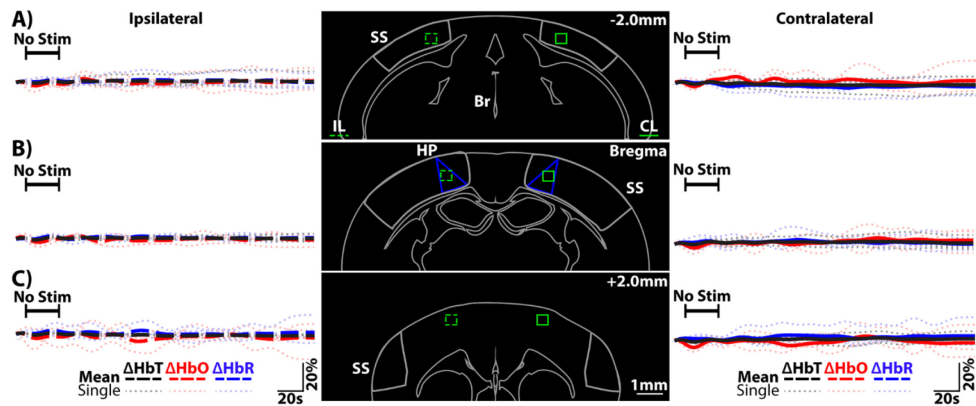 A) Ipsilateral -2.0mm Contralateral
No Stim SS No Stim
Br
IL CL
B) HP Bregma
No Stim SS No Stim
C) +2.0mm
No Stim No Stim
SS
ΔHbT ΔHbO ΔHbR ΔHbT ΔHbO ΔHbR
Mean 20% 1mm Mean 20%
Single 20s Single 20s